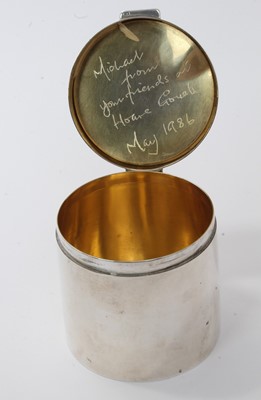 Michael
from
your friends at
Hoare Govett
May 1986